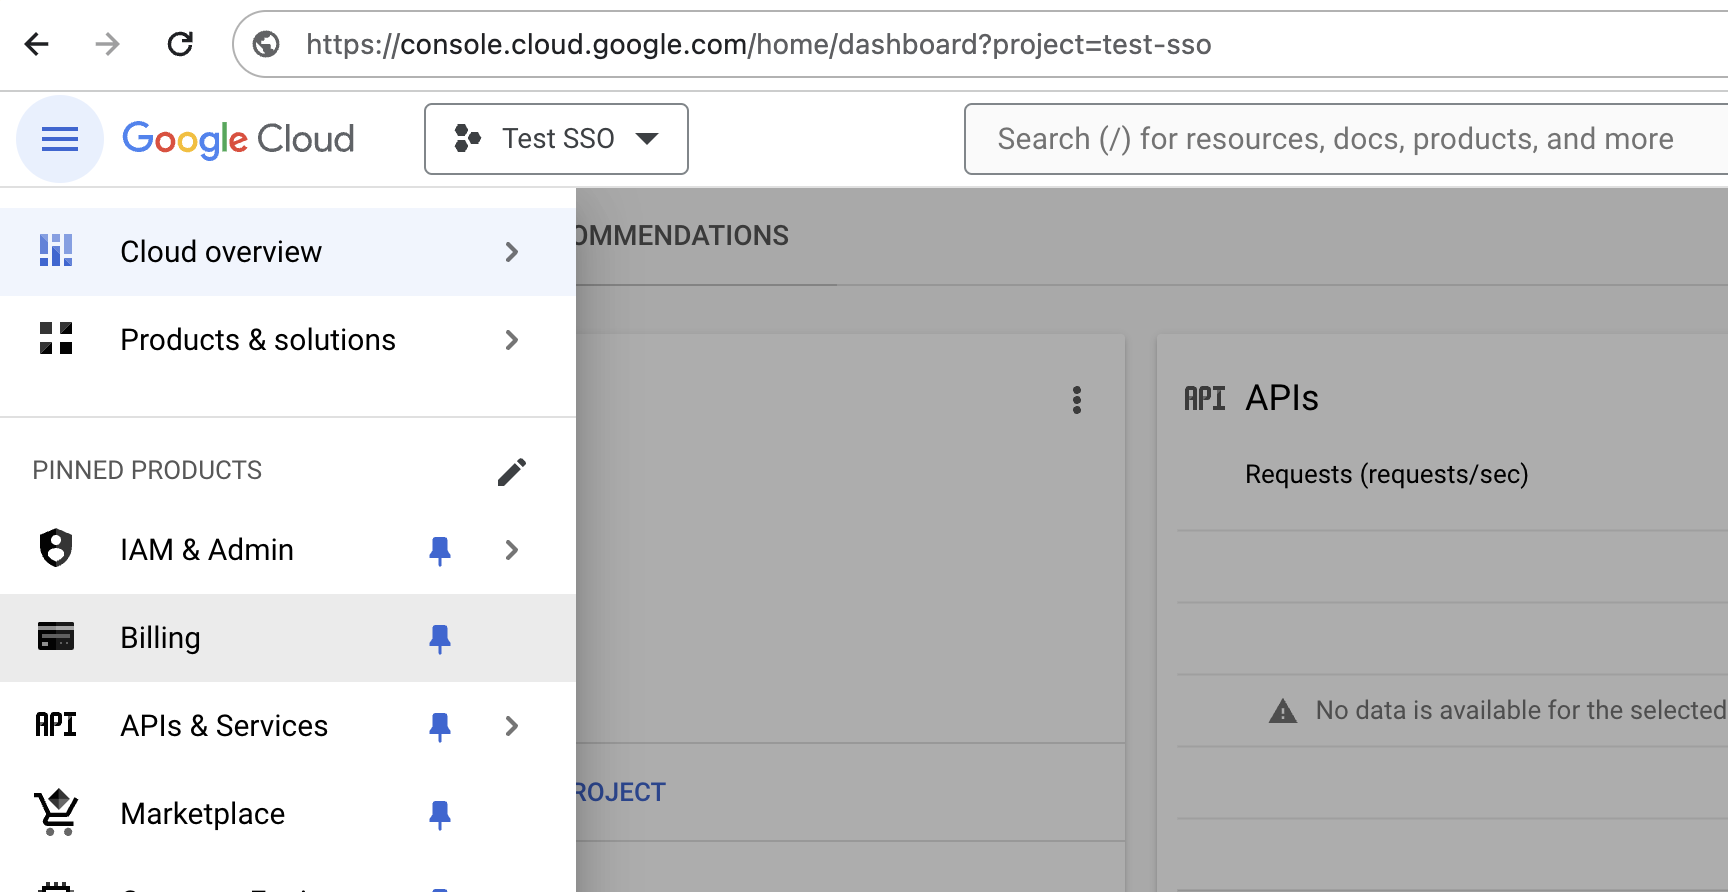 https://console.cloud.google.com/home/dashboard?project=test-sso
Google Cloud
Test SSO
Search (/) for resources, docs, products, and more
Cloud overview
OMMENDATIONS
Products & solutions
API APIs
PINNED PRODUCTS
Requests (requests/sec)
IAM & Admin
Billing
API APIs & Services
No data is available for the selected
ROJECT
Marketplace